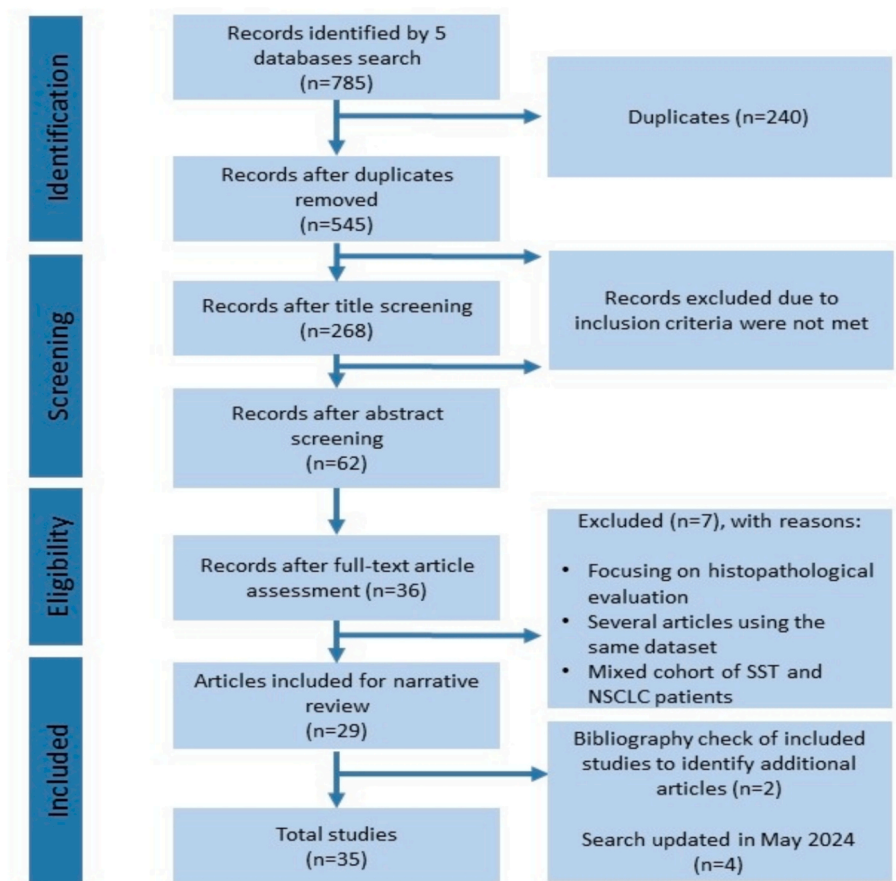 Identification
Records identified by 5
databases search
(n=785)
Duplicates (n=240)
Records after duplicates
removed
(n=545)
Screening
Records after title screening
(n=268)
Records excluded due to
inclusion criteria were not met
Records after abstract
screening
(n=62)
Eligibility
Records after full-text article
assessment (n=36)
Excluded (n=7), with reasons:
• Focusing on histopathological
evaluation
• Several articles using the
same dataset
• Mixed cohort of SST and
NSCLC patients
Included
Articles included for narrative
review
(n=29)
Bibliography check of included
studies to identify additional
articles (n=2)
Search updated in May 2024
(n=4)
Total studies
(n=35)